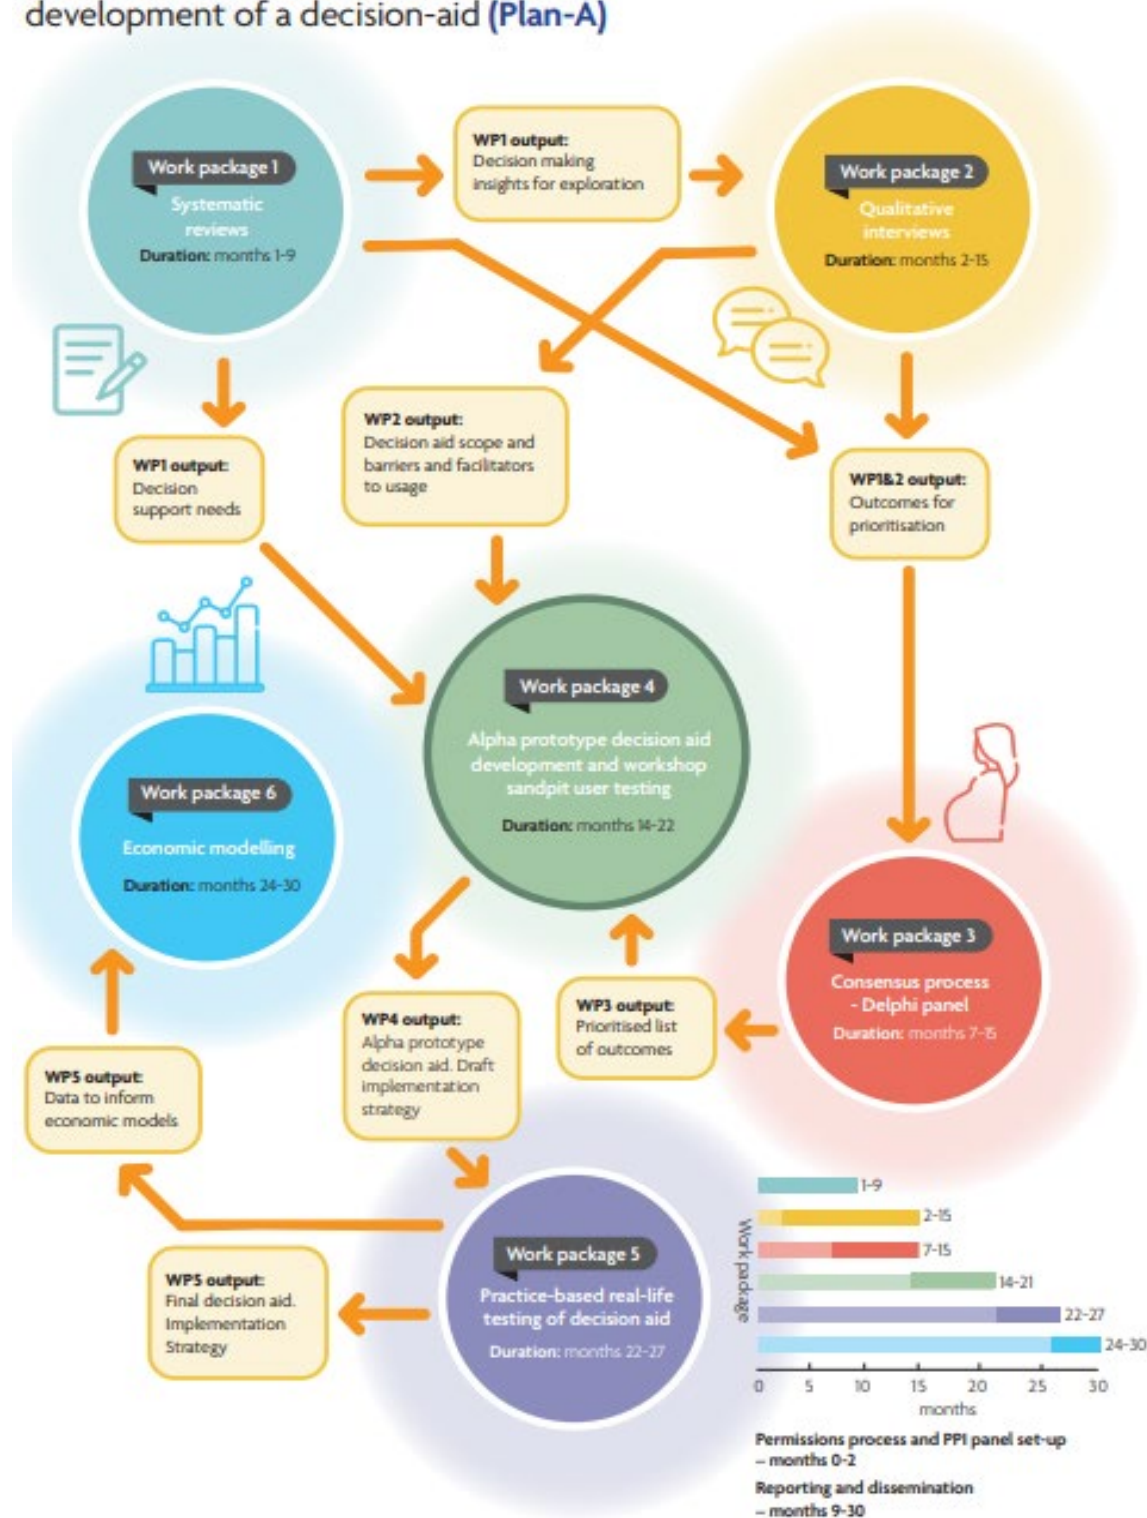 development of a decision-aid (Plan-A)
Work package 1
Systematic
reviews
Duration: months 1-9
WP1 output:
Decision making
insights for exploration
Work package 2
Qualitative
interviews
Duration: months 2-15
WP1 output:
Decision
support needs
WP2 output:
Decision aid scope and
barriers and facilitators
to usage
WP1&2 output:
Outcomes for
prioritisation
Work package 4
Alpha prototype decision aid
development and workshop
sandpit user testing
Duration: months 14-22
Work package 6
Economic modelling
Duration: months 24-30
Work package 3
Consensus process
- Delphi panel
Duration: months 7-15
WP3 output:
Prioritised list
of outcomes
WP4 output:
Alpha prototype
decision aid. Draft
implementation
strategy
WP5 output:
Data to inform
economic models
Work package 5
Practice-based real-life
testing of decision aid
Duration: months 22-27
WP5 output:
Final decision aid.
Implementation
Strategy
Work package
1-9
2-15
7-15
14-21
22-27
24-30
0 5 10 15 20 25 30
months
Permissions process and PPI panel set-up
– months 0-2
Reporting and dissemination
– months 9-30